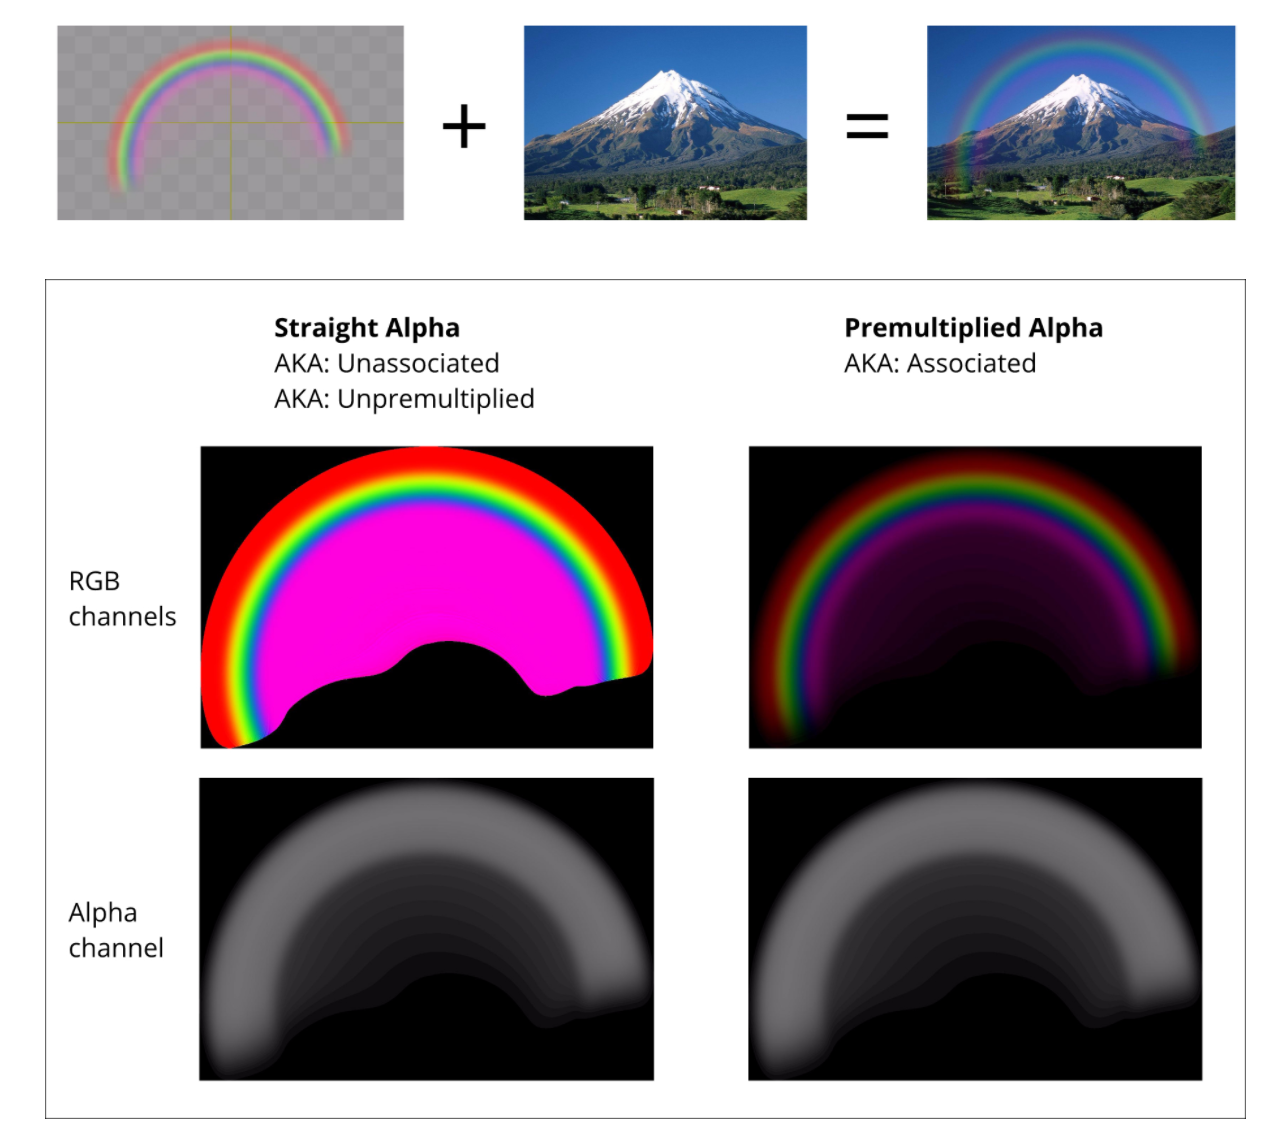 +
=
Straight Alpha
AKA: Unassociated
AKA: Unpremultiplied
Premultiplied Alpha
AKA: Associated
RGB
channels
Alpha
channel